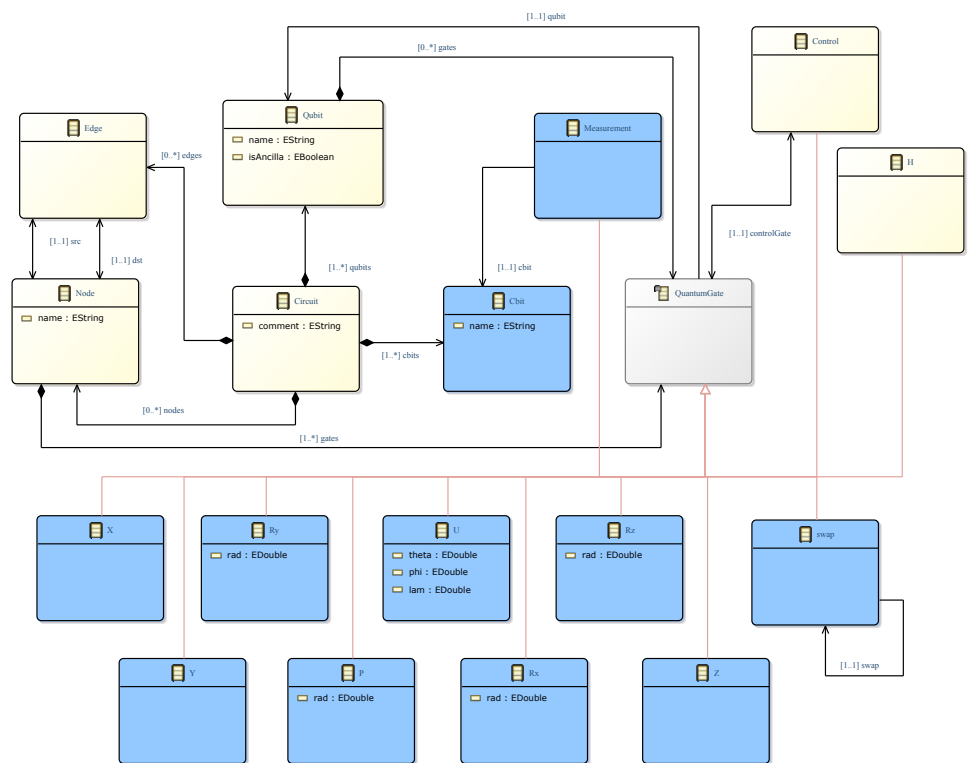 [1..1] qubit
Control
[0..*] gates
Qubit
name : EString
isAncilla : EBoolean
Edge
Measurement
[0..*] edges
H
[1..1] src
[1..1] dst
[1..1] controlGate
[1..*] qubits
[1..1] cbit
Node
name : EString
Circuit
comment : EString
Cbit
name : EString
QuantumGate
[1..*] cbits
[0..*] nodes
[1..*] gates
X
Ry
rad : EDouble
U
theta : EDouble
phi : EDouble
lam : EDouble
Rz
rad : EDouble
swap
[1..1] swap
Y
P
rad : EDouble
Rx
rad : EDouble
Z